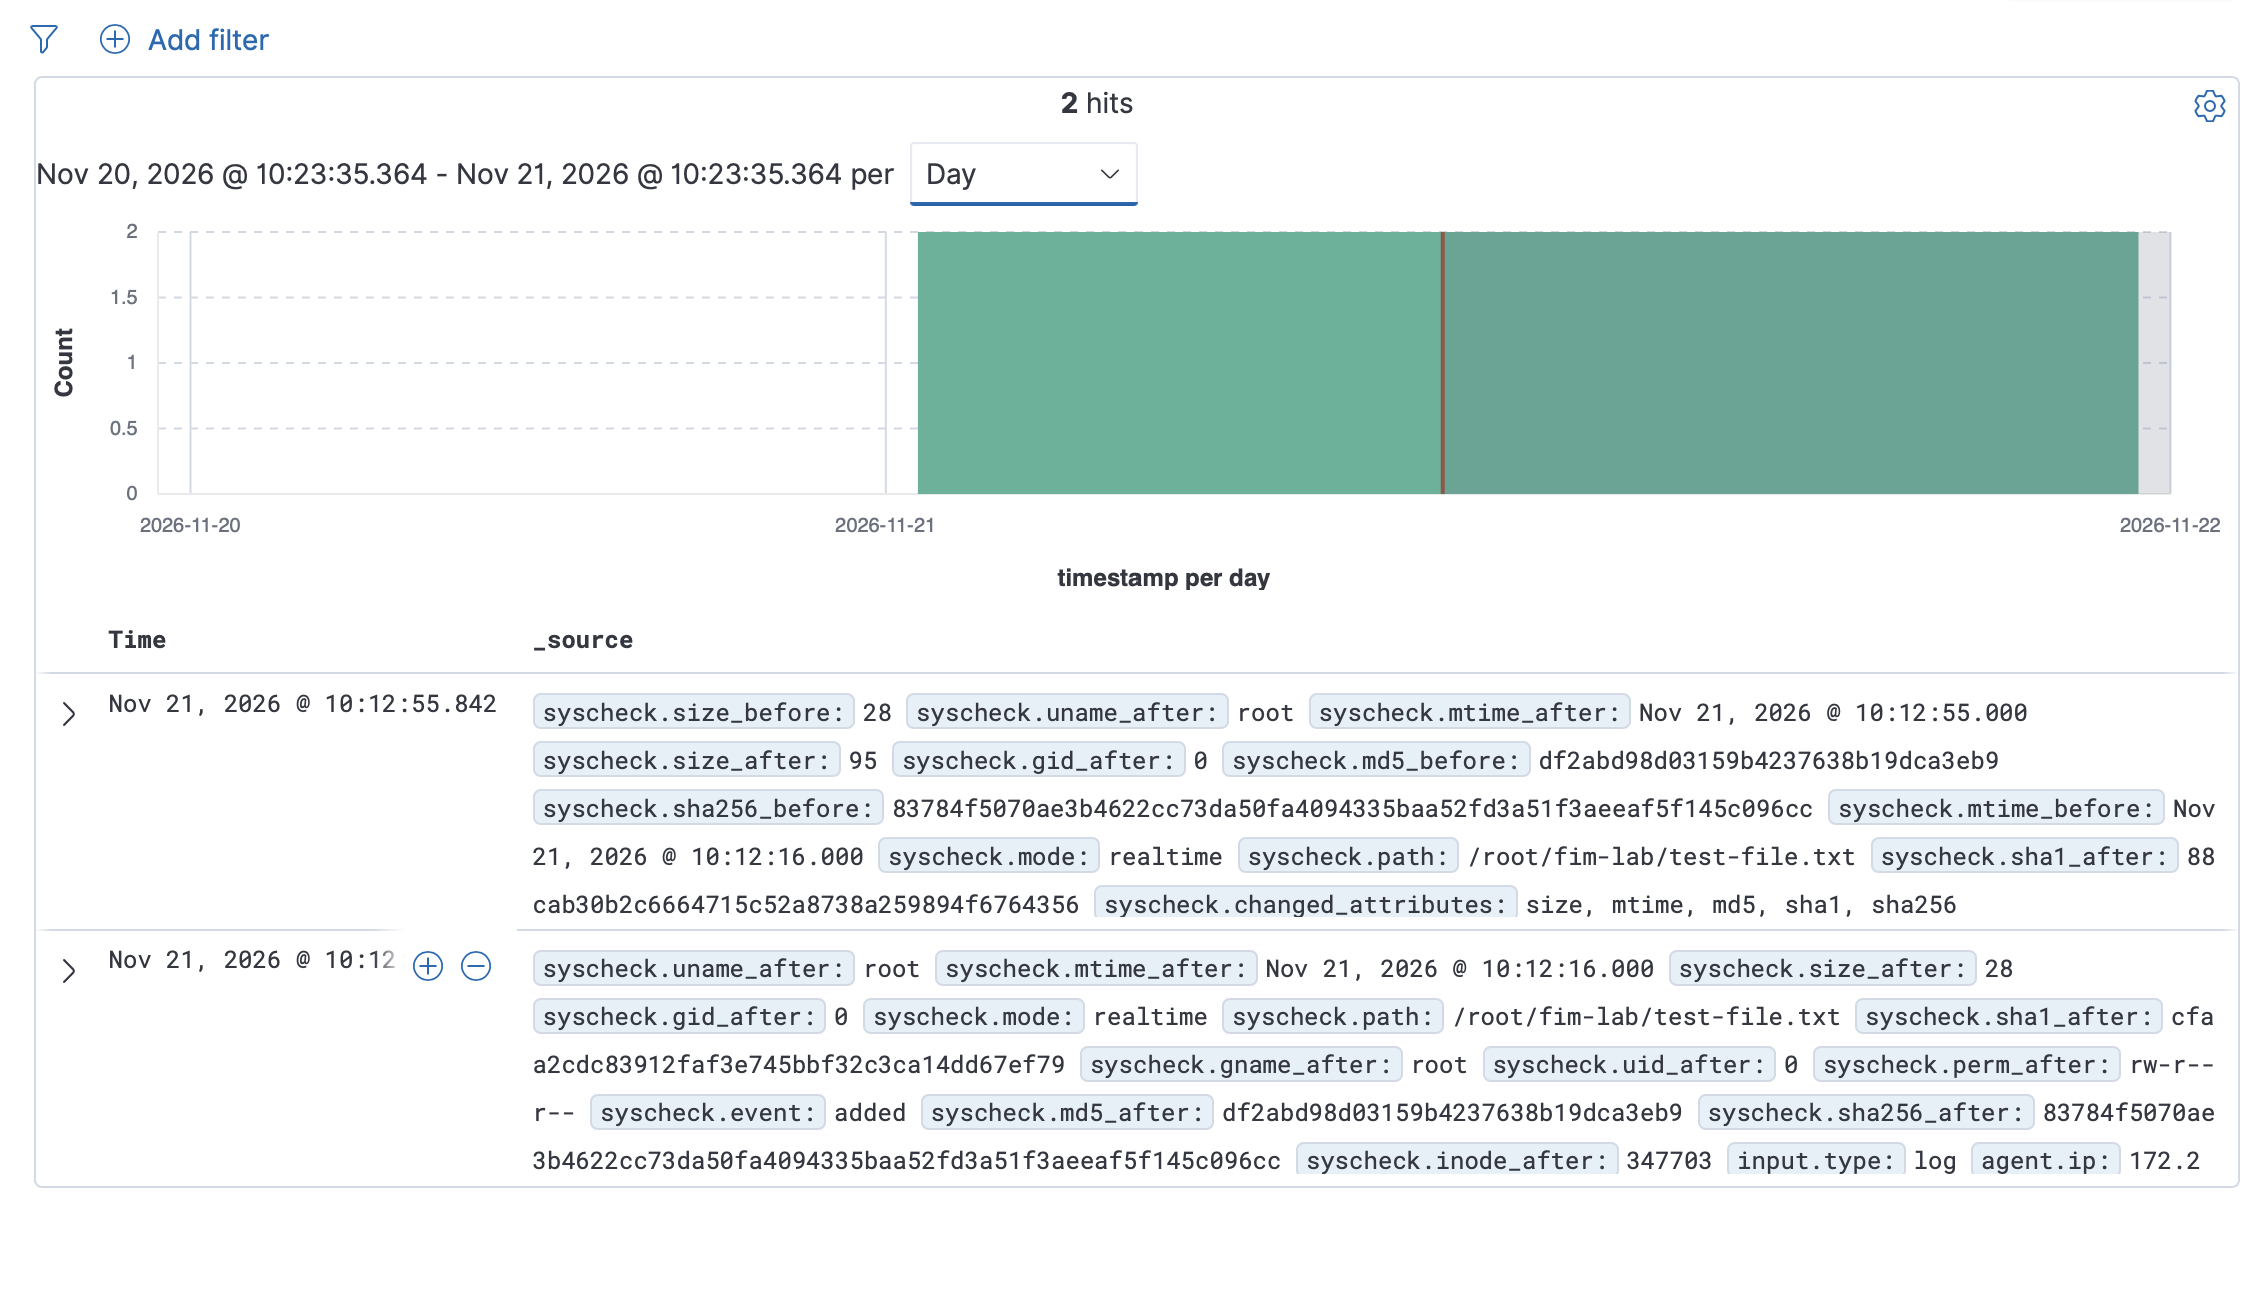 Add filter
2 hits
Nov 20, 2026 @ 10:23:35.364 - Nov 21, 2026 @ 10:23:35.364 per Day
Count
2
1.5
1
0.5
0
2026-11-20 2026-11-21 2026-11-22
timestamp per day
Time _source
Nov 21, 2026 @ 10:12:55.842
syscheck.size_before: 28 syscheck.uname_after: root syscheck.mtime_after: Nov 21, 2026 @ 10:12:55.000
syscheck.size_after: 95 syscheck.gid_after: 0 syscheck.md5_before: df2abd98d03159b4237638b19dca3eb9
syscheck.sha256_before: 83784f5070ae3b4622cc73da50fa4094335baa52fd3a51f3aeeaf5f145c096cc syscheck.mtime_before: Nov
21, 2026 @ 10:12:16.000 syscheck.mode: realtime syscheck.path: /root/fim-lab/test-file.txt syscheck.sha1_after: 88
cab30b2c6664715c52a8738a259894f6764356 syscheck.changed_attributes: size, mtime, md5, sha1, sha256
Nov 21, 2026 @ 10:12
syscheck.uname_after: root syscheck.mtime_after: Nov 21, 2026 @ 10:12:16.000 syscheck.size_after: 28
syscheck.gid_after: 0 syscheck.mode: realtime syscheck.path: /root/fim-lab/test-file.txt syscheck.sha1_after: cfa
a2cdc83912faf3e745bbf32c3ca14dd67ef79 syscheck.gname_after: root syscheck.uid_after: 0 syscheck.perm_after: rw-r--
r-- syscheck.event: added syscheck.md5_after: df2abd98d03159b4237638b19dca3eb9 syscheck.sha256_after: 83784f5070ae
3b4622cc73da50fa4094335baa52fd3a51f3aeeaf5f145c096cc syscheck.inode_after: 347703 input.type: log agent.ip: 172.2